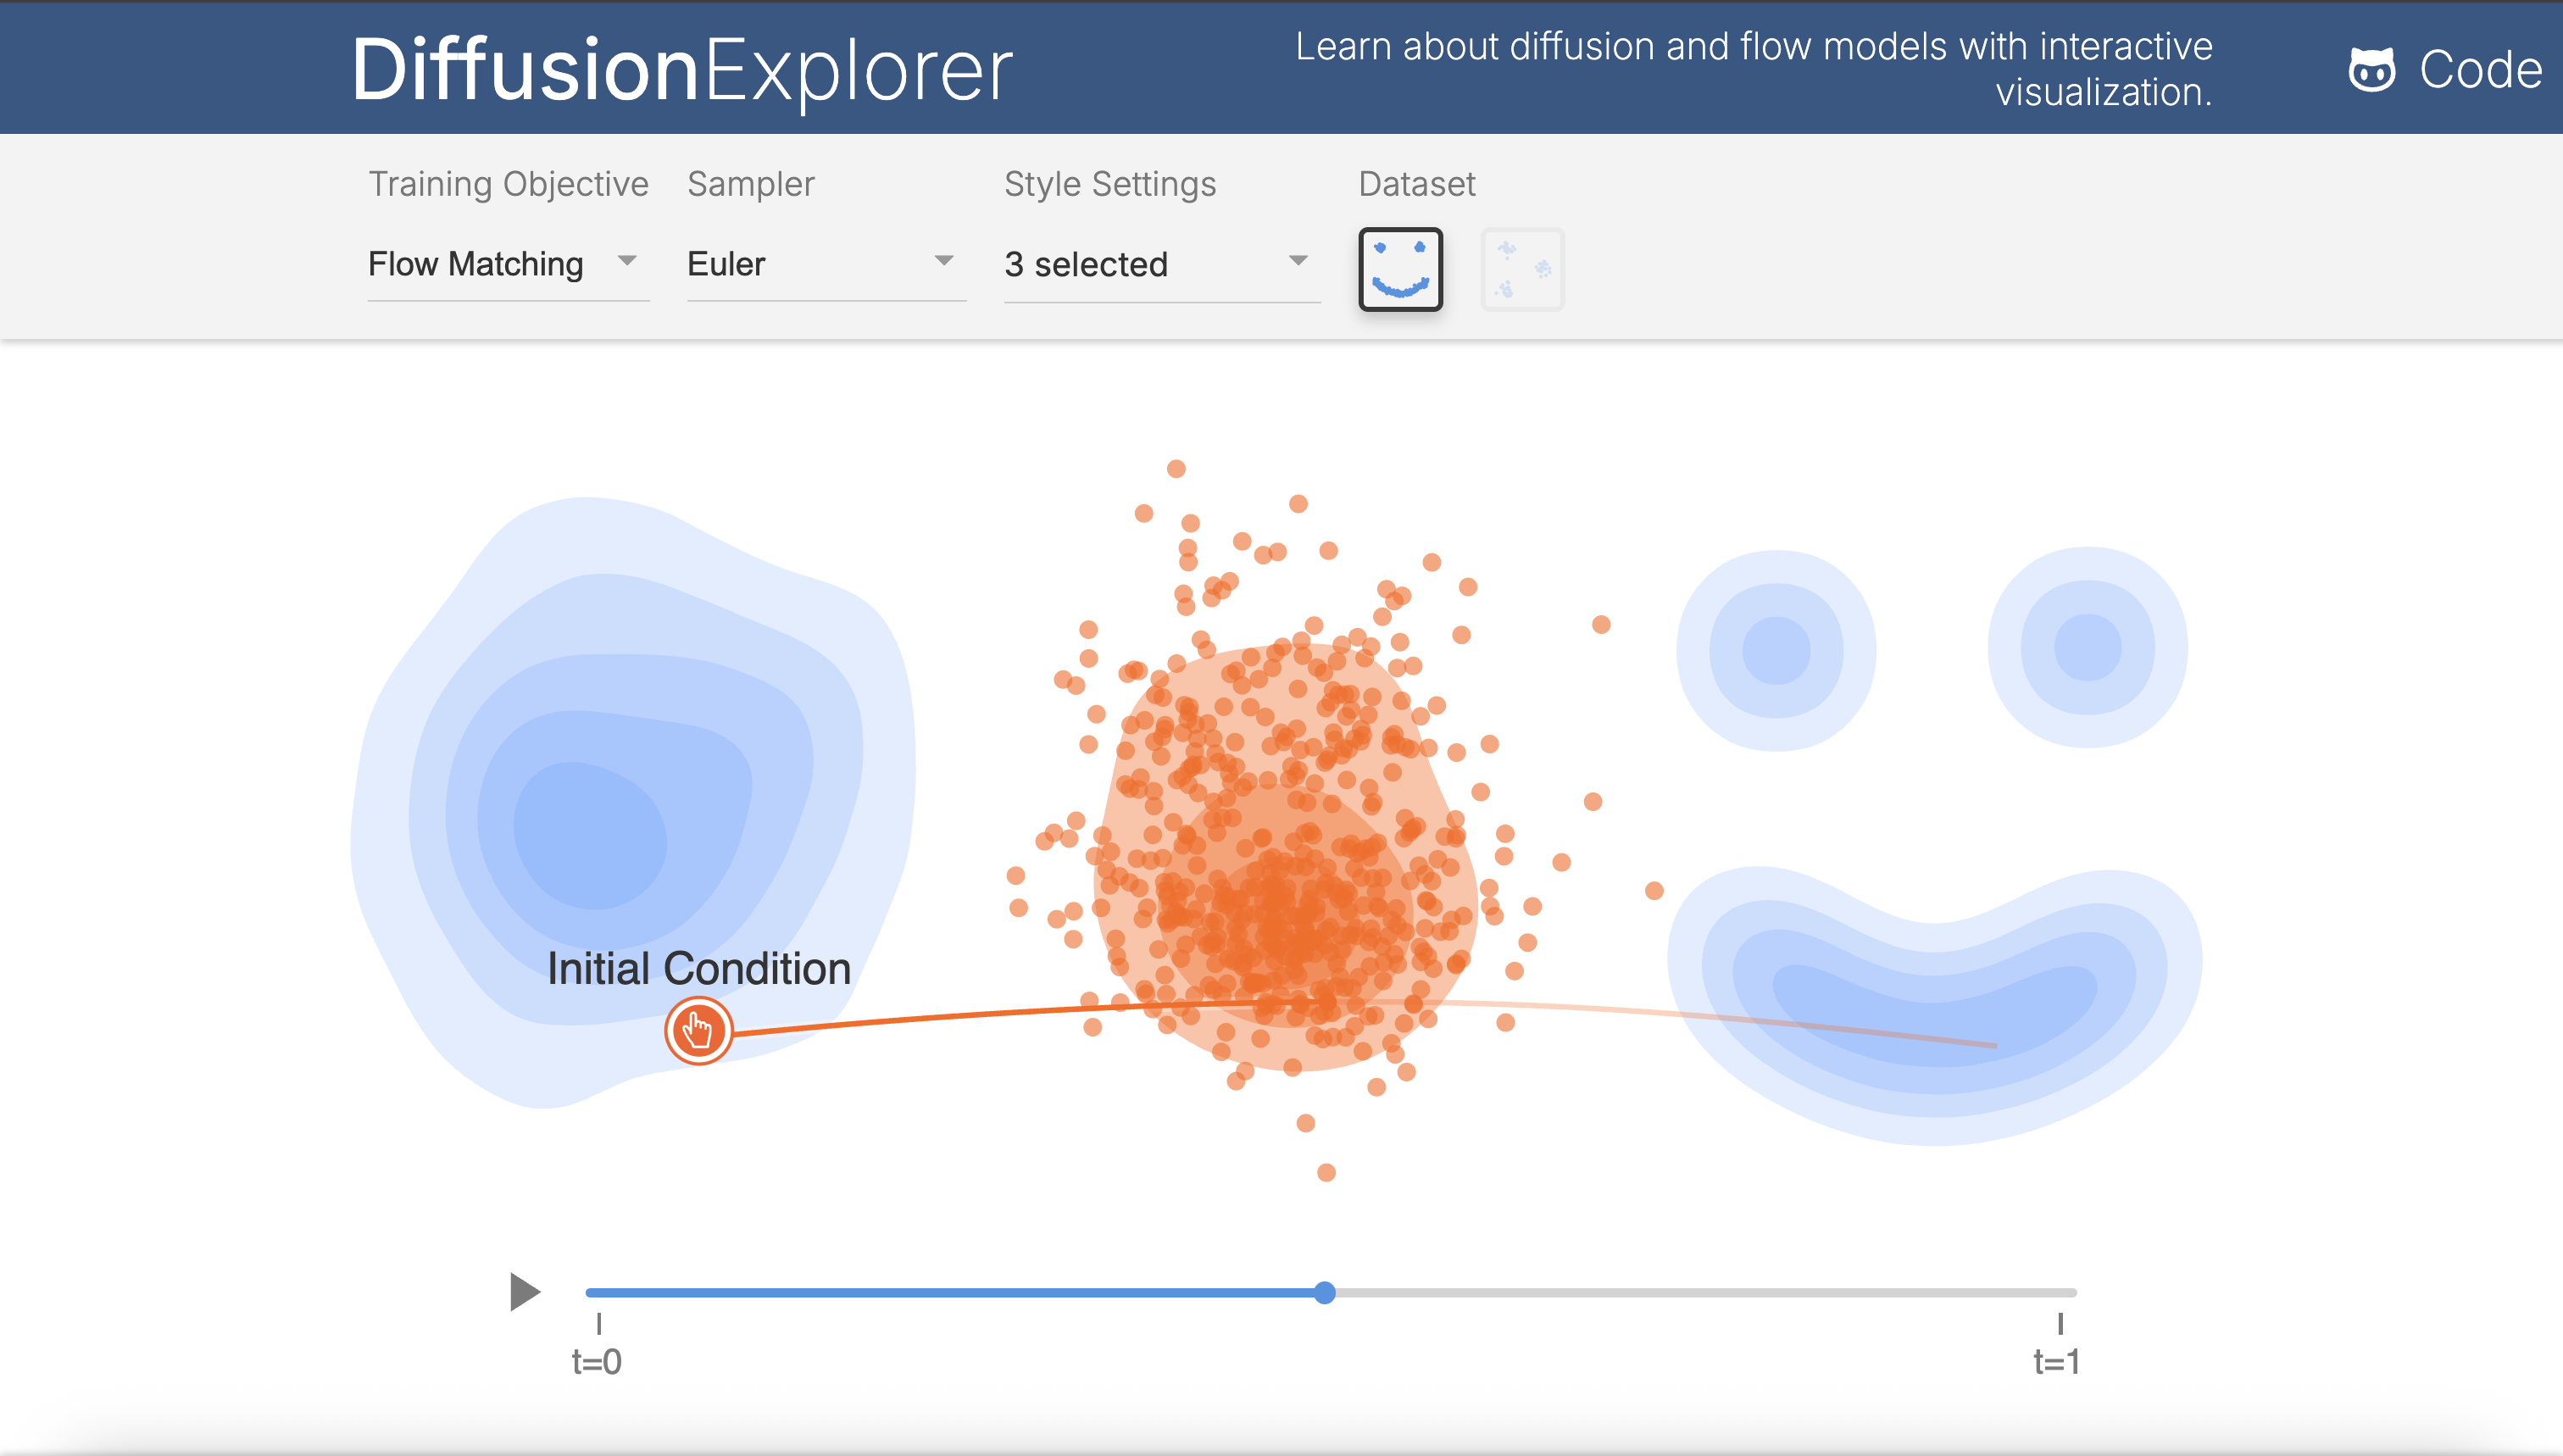 DiffusionExplorer
Learn about diffusion and flow models with interactive
visualization.
Code
Training Objective
Sampler
Style Settings
Dataset
Flow Matching
Euler
3 selected
Initial Condition
t=0
t=1